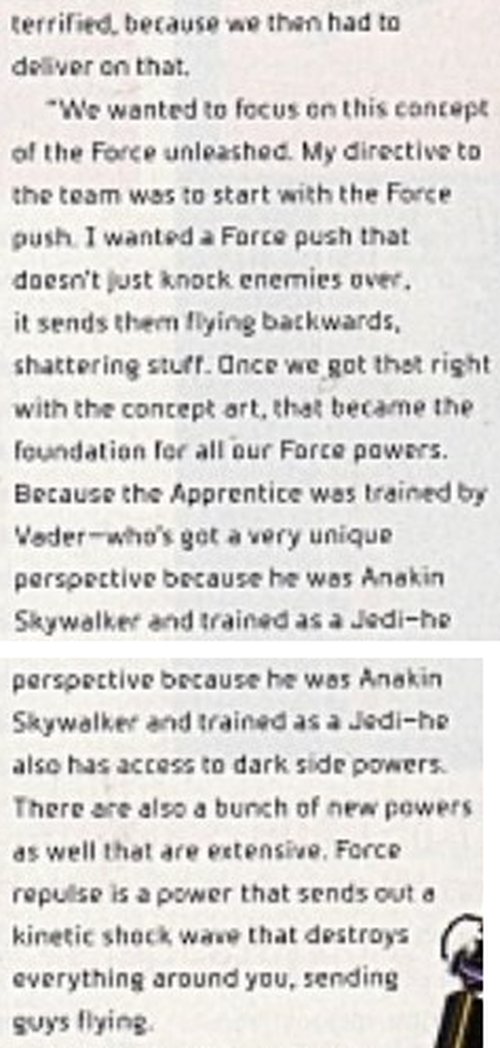 terrified, because we then had to
deliver on that.
"We wanted to focus on this concept
of the Force unleashed. My directive to
the team was to start with the Force
push. I wanted a Force push that
doesn't just knock enemies over,
it sends them flying backwards,
shattering stuff. Once we got that right
with the concept art, that became the
foundation for all our Force powers.
Because the Apprentice was trained by
Vader—who's got a very unique
perspective because he was Anakin
Skywalker and trained as a Jedi—he
perspective because he was Anakin
Skywalker and trained as a Jedi—he
also has access to dark side powers.
There are also a bunch of new powers
as well that are extensive. Force
repulse is a power that sends out a
kinetic shock wave that destroys
everything around you, sending
guys flying.